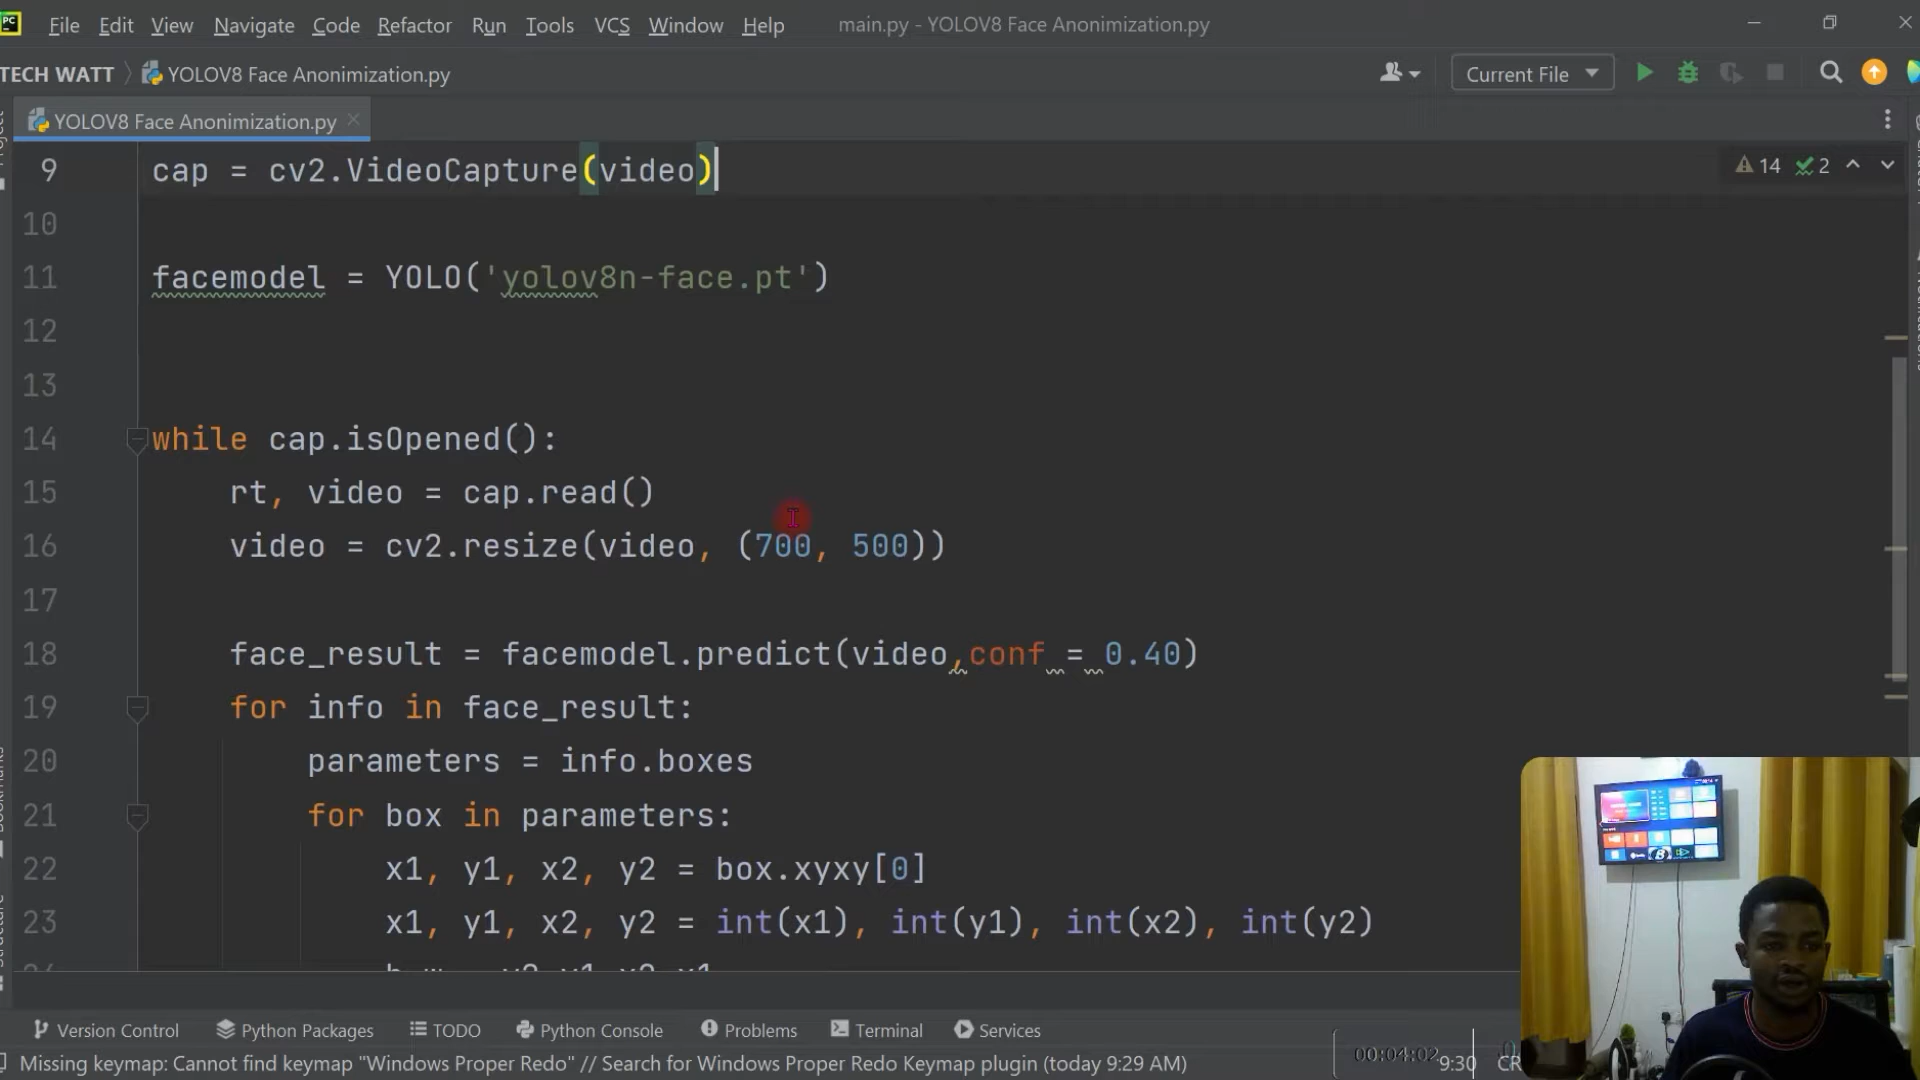 PC File Edit View Navigate Code Refactor Run Tools VCS Window Help main.py - YOLOV8 Face Anonimization.py
TECH WATT YOLOV8 Face Anonimization.py Current File
YOLOV8 Face Anonimization.py
14 2
9 cap = cv2.VideoCapture(video)
10
11 facemodel = YOLO('yolov8n-face.pt')
12
13
14 while cap.isOpened():
15 rt, video = cap.read()
16 video = cv2.resize(video, (700, 500))
17
18 face_result = facemodel.predict(video,conf = 0.40)
19 for info in face_result:
20 parameters = info.boxes
21 for box in parameters:
22 x1, y1, x2, y2 = box.xyxy[0]
23 x1, y1, x2, y2 = int(x1), int(y1), int(x2), int(y2)
Bookmarks
Structure
Version Control Python Packages TODO Python Console Problems Terminal Services
Missing keymap: Cannot find keymap "Windows Proper Redo" // Search for Windows Proper Redo Keymap plugin (today 9:29 AM) 00:04:02 9:30